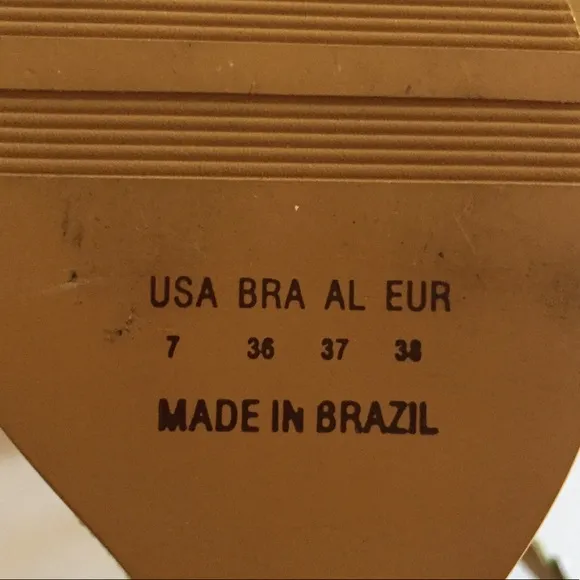 USA BRA AL EUR
7 36 37 38
MADE IN BRAZIL